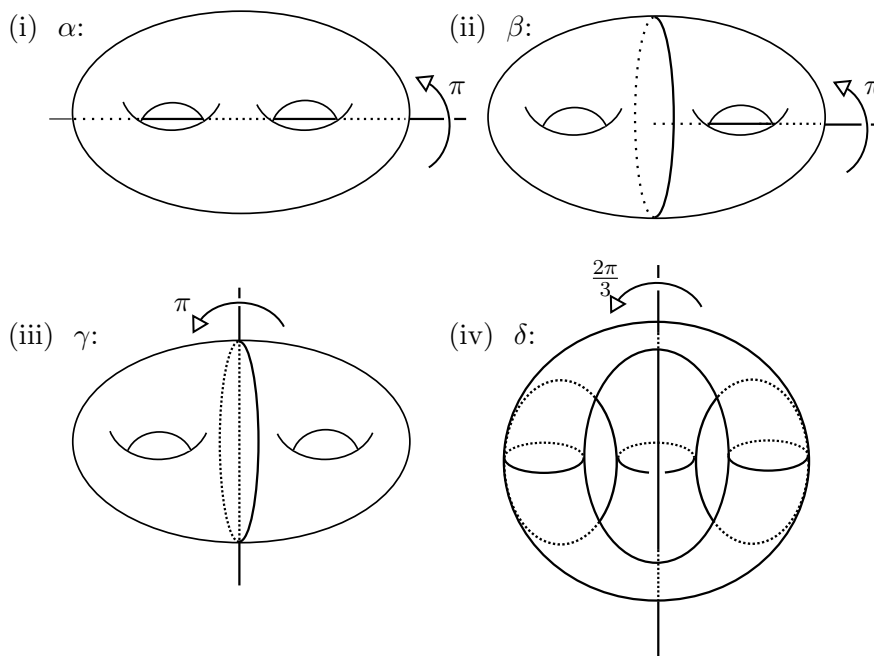 (i) α:
π
(ii) β:
π
(iii) γ:
π
(iv) δ:
2π/3